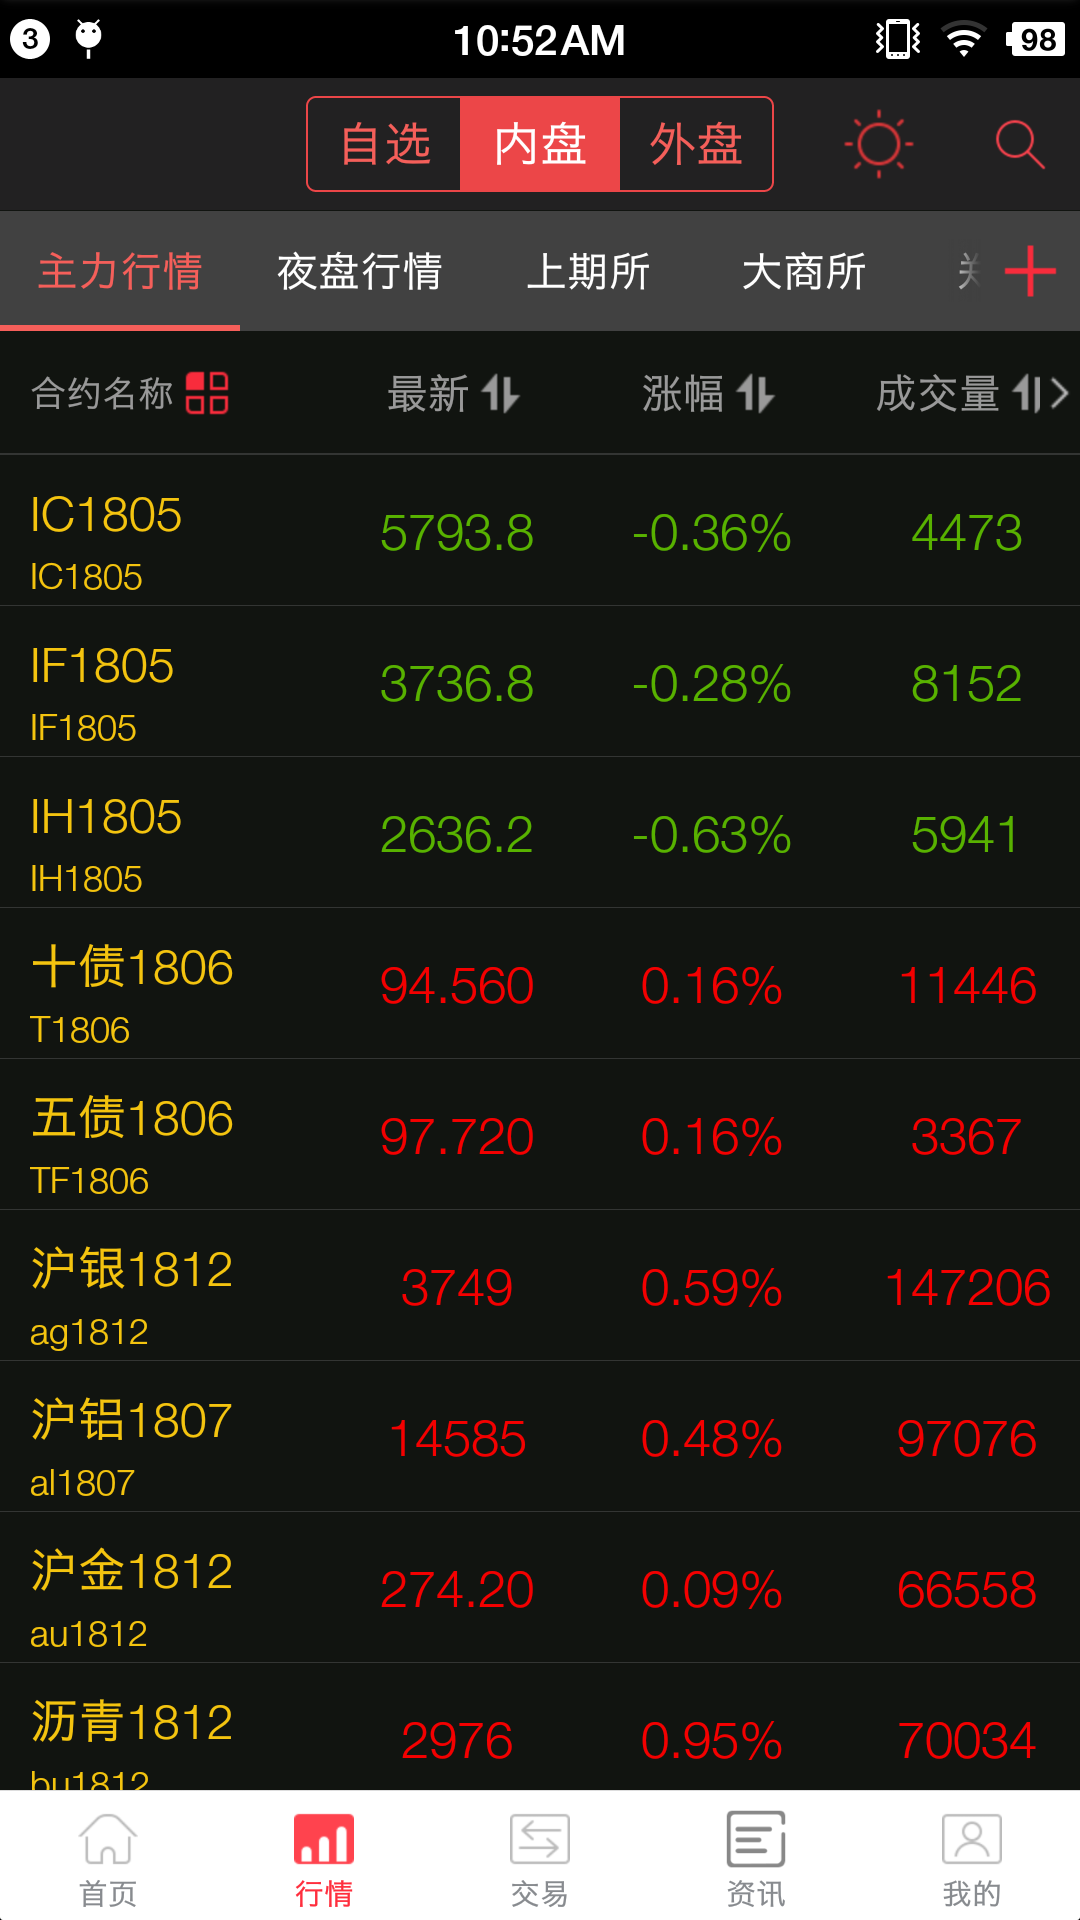 3 10:52AM 98
自选 内盘 外盘
主力行情 夜盘行情 上期所 大商所
合约名称 最新 涨幅 成交量
IC1805 5793.8 -0.36% 4473
IC1805
IF1805 3736.8 -0.28% 8152
IF1805
IH1805 2636.2 -0.63% 5941
IH1805
十债1806 94.560 0.16% 11446
T1806
五债1806 97.720 0.16% 3367
TF1806
沪银1812 3749 0.59% 147206
ag1812
沪铝1807 14585 0.48% 97076
al1807
沪金1812 274.20 0.09% 66558
au1812
沥青1812 2976 0.95% 70034
bu1812
首页 行情 交易 资讯 我的